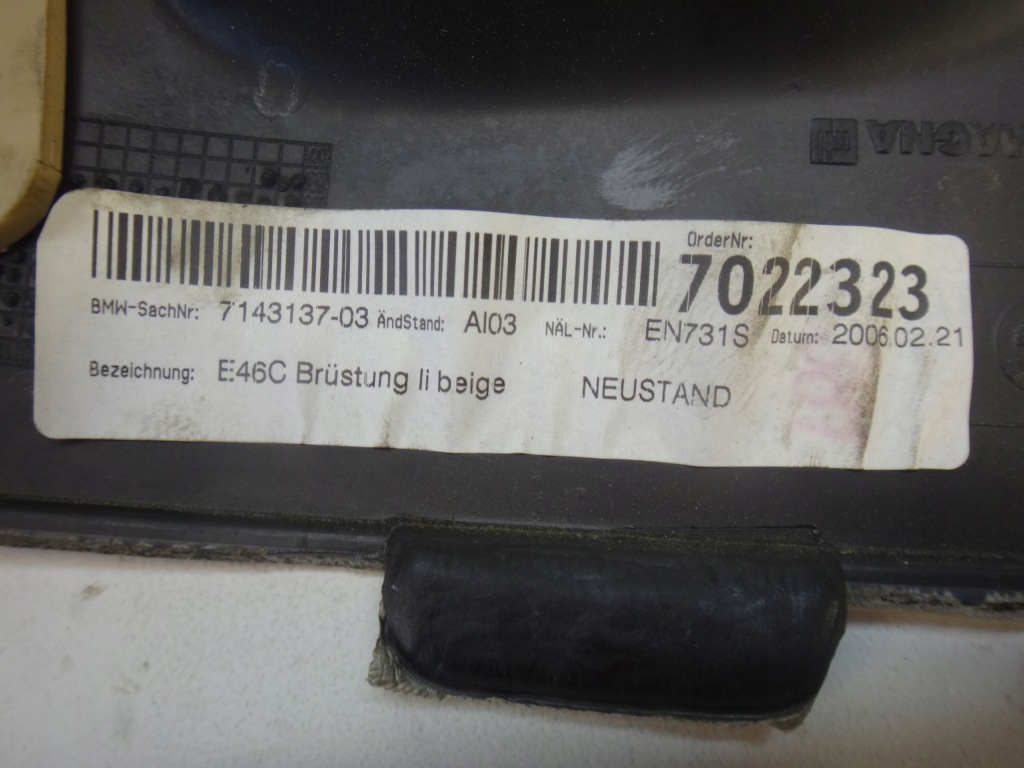 MAGNA
OrderNr:
7022323
BMW-SachNr: 7143137-03 ÄndStand: AI03 NÄL-Nr.: EN731S Datum: 2006.02.21
Bezeichnung: E46C Brüstung li beige NEUSTAND